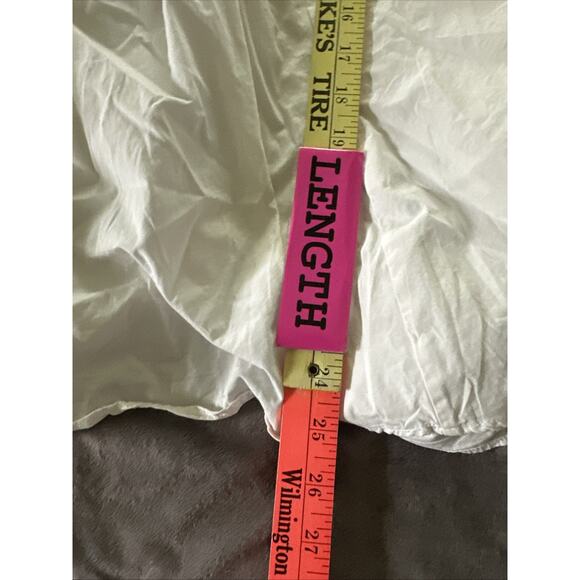 KE'S TIRE
16
17
18
19
LENGTH
24
25
26
27
Wilmington